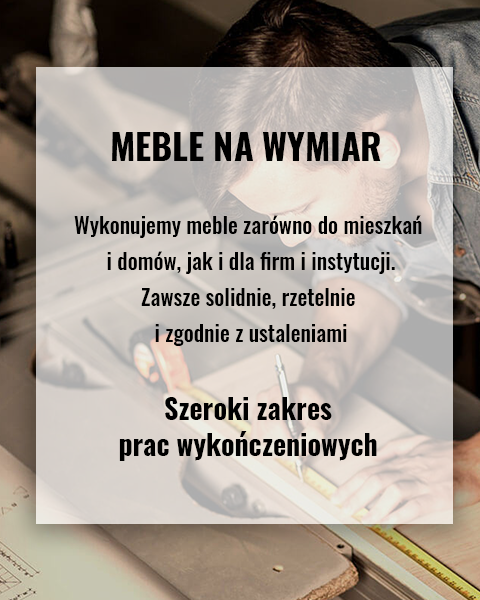 MEBLE NA WYMIAR
Wykonujemy meble zarówno do mieszkań
i domów, jak i dla firm i instytucji.
Zawsze solidnie, rzetelnie
i zgodnie z ustaleniami
Szeroki zakres
prac wykończeniowych